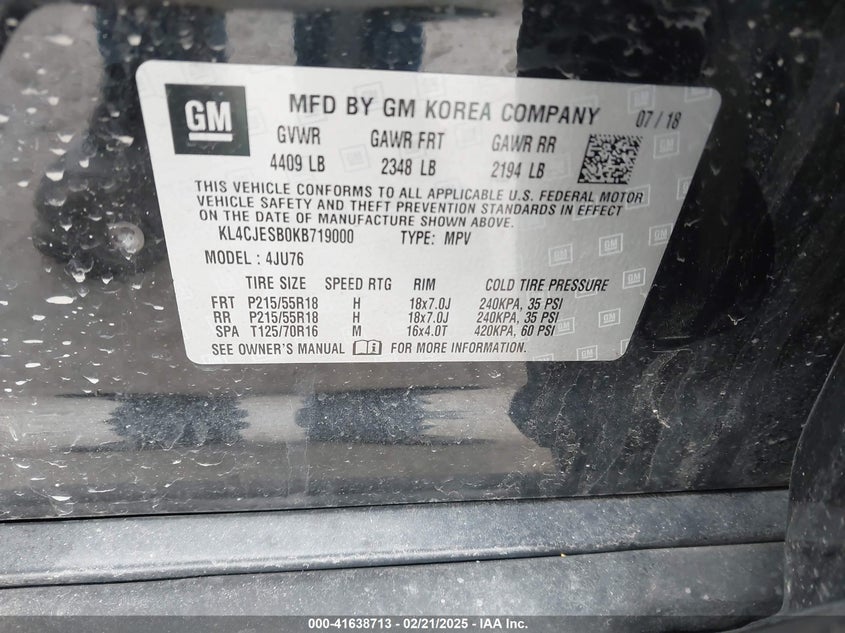 GM
MFD BY GM KOREA COMPANY 07 / 18
GVWR GAWR FRT GAWR RR
4409 LB 2348 LB 2194 LB
THIS VEHICLE CONFORMS TO ALL APPLICABLE U.S. FEDERAL MOTOR
VEHICLE SAFETY AND THEFT PREVENTION STANDARDS IN EFFECT
ON THE DATE OF MANUFACTURE SHOWN ABOVE.
KL4CJESB0KB719000 TYPE: MPV
MODEL : 4JU76
TIRE SIZE SPEED RTG RIM COLD TIRE PRESSURE
FRT P215/55R18 H 18x7.0J 240KPA, 35 PSI
RR P215/55R18 H 18x7.0J 240KPA, 35 PSI
SPA T125/70R16 M 16x4.0T 420KPA, 60 PSI
SEE OWNER'S MANUAL FOR MORE INFORMATION.
000-41638713 - 02/21/2025 - IAA Inc.